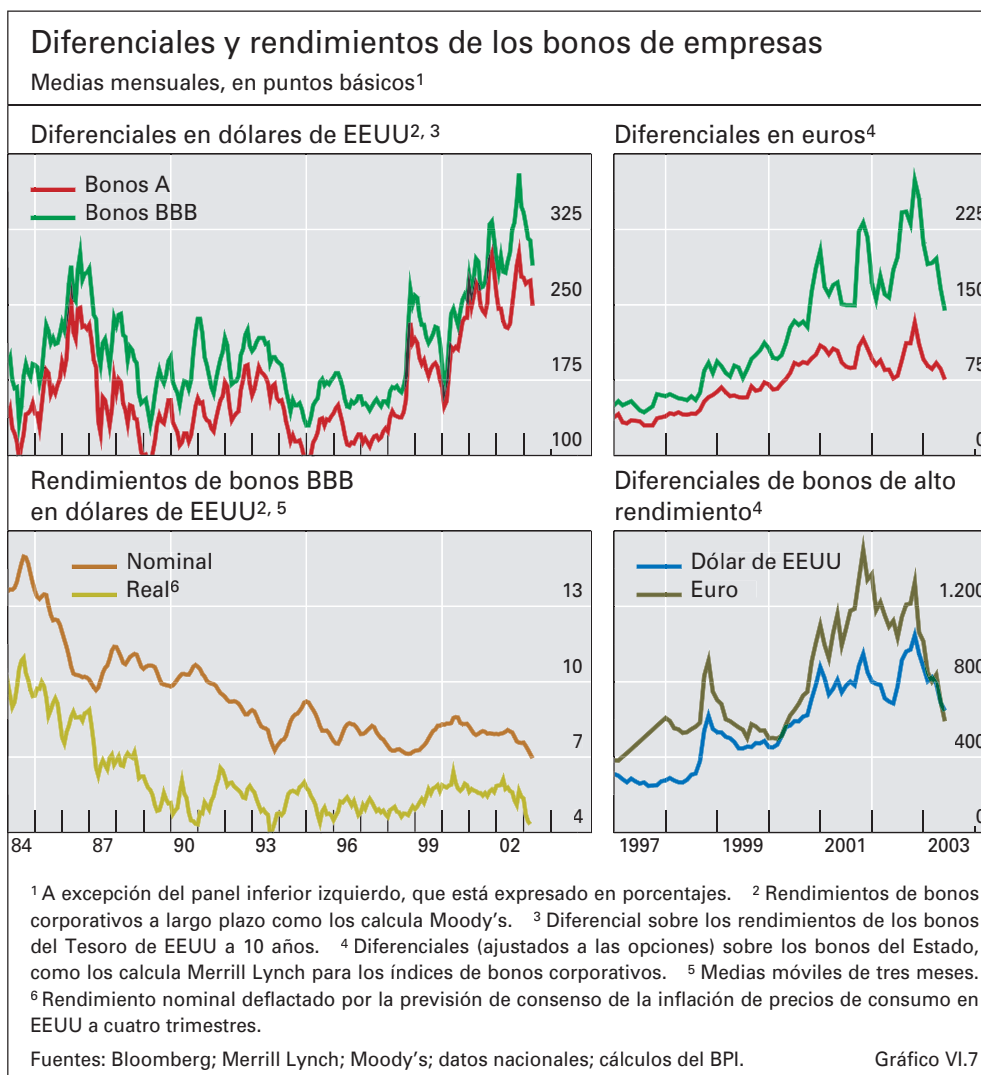 Diferenciales y rendimientos de los bonos de empresas
Medias mensuales, en puntos básicos¹
Diferenciales en dólares de EEUU²˒ ³
Bonos A
Bonos BBB
325
250
175
100
Diferenciales en euros⁴
225
150
75
0
Rendimientos de bonos BBB
en dólares de EEUU²˒ ⁵
Nominal
Real⁶
13
10
7
4
84 87 90 93 96 99 02
Diferenciales de bonos de alto
rendimiento⁴
Dólar de EEUU
Euro
1.200
800
400
0
1997 1999 2001 2003
¹ A excepción del panel inferior izquierdo, que está expresado en porcentajes. ² Rendimientos de bonos
corporativos a largo plazo como los calcula Moody's. ³ Diferencial sobre los rendimientos de los bonos
del Tesoro de EEUU a 10 años. ⁴ Diferenciales (ajustados a las opciones) sobre los bonos del Estado,
como los calcula Merrill Lynch para los índices de bonos corporativos. ⁵ Medias móviles de tres meses.
⁶ Rendimiento nominal deflactado por la previsión de consenso de la inflación de precios de consumo en
EEUU a cuatro trimestres.
Fuentes: Bloomberg; Merrill Lynch; Moody's; datos nacionales; cálculos del BPI. Gráfico VI.7